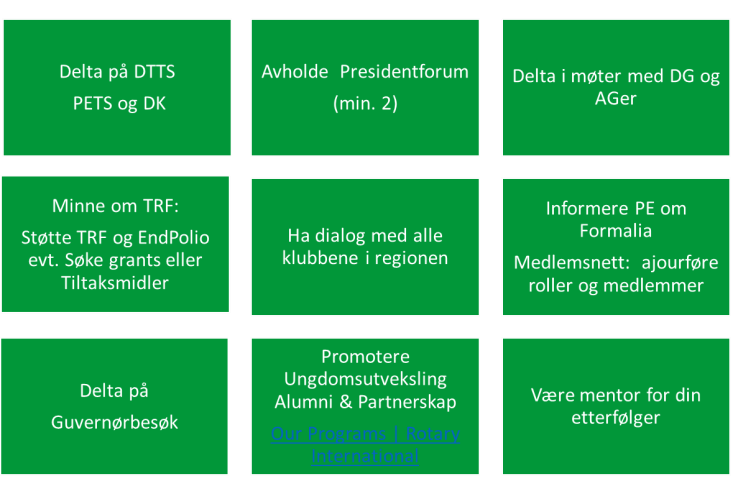 Delta på DTTS
PETS og DK
Avholde Presidentforum
(min. 2)
Delta i møter med DG og
AGer
Minne om TRF:
Støtte TRF og EndPolio
evt. Søke grants eller
Tiltaksmidler
Ha dialog med alle
klubbene i regionen
Informere PE om
Formalia
Medlemsnett: ajourføre
roller og medlemmer
Delta på
Guvernørbesøk
Promotere
Ungdomsutveksling
Alumni & Partnerskap
Our Programs | Rotary
International
Være mentor for din
etterfølger